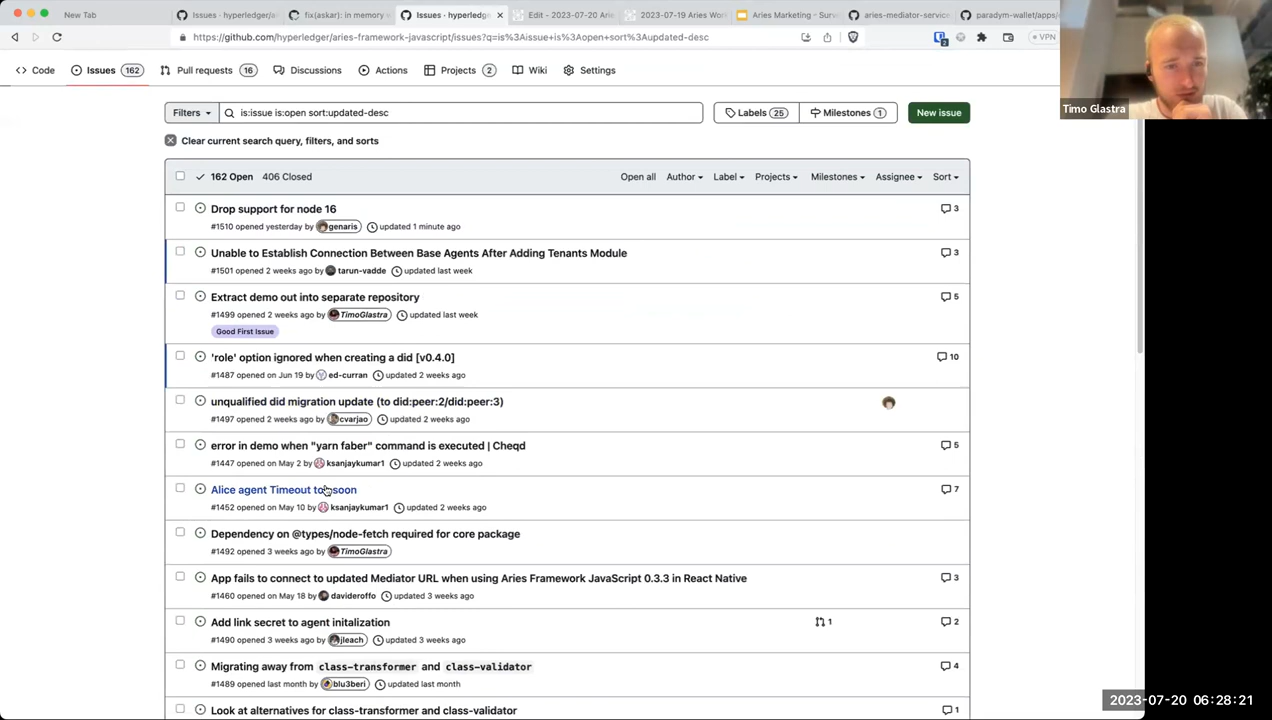 New Tab
Issues · hyperledger/ar
fix(askar): in memory w
Issues · hyperledge
Edit - 2023-07-20 Arie
2023-07-19 Aries Wor
Aries Marketing - Surv
aries-mediator-service
paradym-wallet/apps/
https://github.com/hyperledger/aries-framework-javascript/issues?q=is%3Aissue+is%3Aopen+sort%3Aupdated-desc
2
VPN
Code
Issues 162
Pull requests 16
Discussions
Actions
Projects 2
Wiki
Settings
Timo Glastra
Filters
is:issue is:open sort:updated-desc
Labels 25
Milestones 1
New issue
Clear current search query, filters, and sorts
162 Open 406 Closed
Open all Author Label Projects Milestones Assignee Sort
Drop support for node 16
3
#1510 opened yesterday by genaris updated 1 minute ago
Unable to Establish Connection Between Base Agents After Adding Tenants Module
3
#1501 opened 2 weeks ago by tarun-vadde updated last week
Extract demo out into separate repository
5
#1499 opened 2 weeks ago by TimoGlastra updated last week
Good First Issue
'role' option ignored when creating a did [v0.4.0]
10
#1487 opened on Jun 19 by ed-curran updated 2 weeks ago
unqualified did migration update (to did:peer:2/did:peer:3)
#1497 opened 2 weeks ago by cvarjao updated 2 weeks ago
error in demo when "yarn faber" command is executed | Cheqd
5
#1447 opened on May 2 by ksanjaykumar1 updated 2 weeks ago
Alice agent Timeout too soon
7
#1452 opened on May 10 by ksanjaykumar1 updated 2 weeks ago
Dependency on @types/node-fetch required for core package
#1492 opened 3 weeks ago by TimoGlastra
App fails to connect to updated Mediator URL when using Aries Framework JavaScript 0.3.3 in React Native
3
#1460 opened on May 18 by davideroffo updated 3 weeks ago
Add link secret to agent initalization
1
2
#1490 opened 3 weeks ago by jleach updated 3 weeks ago
Migrating away from class-transformer and class-validator
4
#1489 opened last month by blu3beri updated last month
Look at alternatives for class-transformer and class-validator
1
2023-07-20 06:28:21